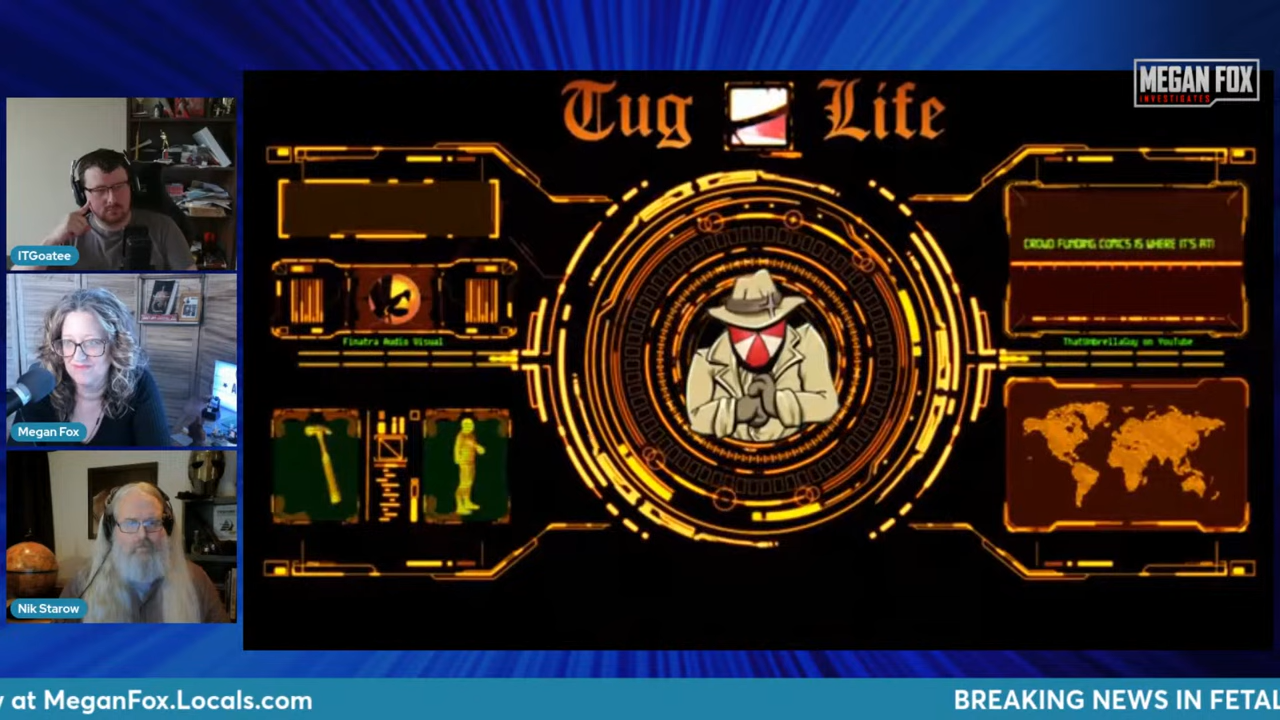 Tug Life
MEGAN FOX
INVESTIGATES
ITGoatee
CROWD FUNDING COMICS IS WHERE IT'S AT!
Finatra Audio Visual
ThatUmbrellaGuy on YouTube
Megan Fox
Nik Starow
at MeganFox.Locals.com
BREAKING NEWS IN FETAL